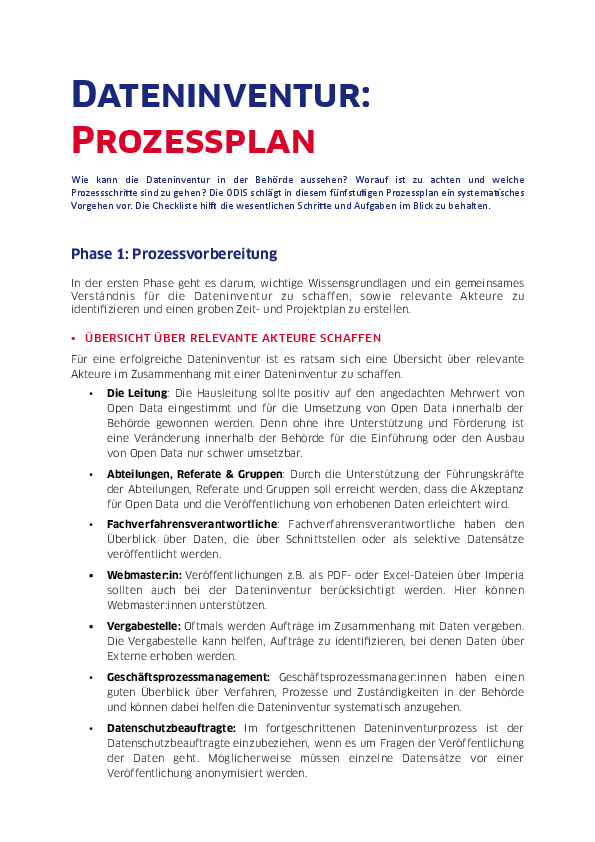 DATENINVENTUR:
PROZESSPLAN
Wie kann die Dateninventur in der Behörde aussehen? Worauf ist zu achten und welche
Prozessschritte sind zu gehen? Die ODIS schlägt in diesem fünfstufigen Prozessplan ein systematisches
Vorgehen vor. Die Checkliste hilft die wesentlichen Schritte und Aufgaben im Blick zu behalten.
Phase 1: Prozessvorbereitung
In der ersten Phase geht es darum, wichtige Wissensgrundlagen und ein gemeinsames
Verständnis für die Dateninventur zu schaffen, sowie relevante Akteure zu
identifizieren und einen groben Zeit- und Projektplan zu erstellen.
• ÜBERSICHT ÜBER RELEVANTE AKTEURE SCHAFFEN
Für eine erfolgreiche Dateninventur ist es ratsam sich eine Übersicht über relevante
Akteure im Zusammenhang mit einer Dateninventur zu schaffen.
• Die Leitung: Die Hausleitung sollte positiv auf den angedachten Mehrwert von
Open Data eingestimmt und für die Umsetzung von Open Data innerhalb der
Behörde gewonnen werden. Denn ohne ihre Unterstützung und Förderung ist
eine Veränderung innerhalb der Behörde für die Einführung oder den Ausbau
von Open Data nur schwer umsetzbar.
• Abteilungen, Referate & Gruppen: Durch die Unterstützung der Führungskräfte
der Abteilungen, Referate und Gruppen soll erreicht werden, dass die Akzeptanz
für Open Data und die Veröffentlichung von erhobenen Daten erleichtert wird.
• Fachverfahrensverantwortliche: Fachverfahrensverantwortliche haben den
Überblick über Daten, die über Schnittstellen oder als selektive Datensätze
veröffentlicht werden.
• Webmaster:in: Veröffentlichungen z.B. als PDF- oder Excel-Dateien über Imperia
sollten auch bei der Dateninventur berücksichtigt werden. Hier können
Webmaster:innen unterstützen.
• Vergabestelle: Oftmals werden Aufträge im Zusammenhang mit Daten vergeben.
Die Vergabestelle kann helfen, Aufträge zu identifizieren, bei denen Daten über
Externe erhoben werden.
• Geschäftsprozessmanagement: Geschäftsprozessmanager:innen haben einen
guten Überblick über Verfahren, Prozesse und Zuständigkeiten in der Behörde
und können dabei helfen die Dateninventur systematisch anzugehen.
• Datenschutzbeauftragte: Im fortgeschrittenen Dateninventurprozess ist der
Datenschutzbeauftragte einzubeziehen, wenn es um Fragen der Veröffentlichung
der Daten geht. Möglicherweise müssen einzelne Datensätze vor einer
Veröffentlichung anonymisiert werden.